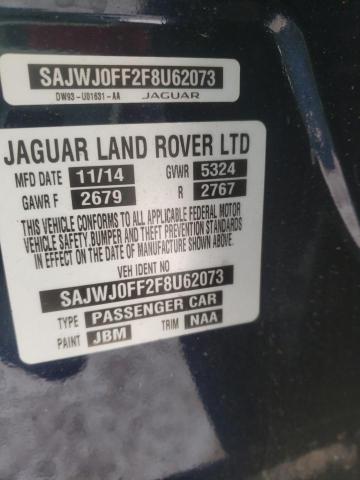 SAJWJ0FF2F8U62073
DW93-U01631-AA JAGUAR
JAGUAR LAND ROVER LTD
MFD DATE 11/14 GVWR 5324
GAWR F 2679 R 2767
THIS VEHICLE CONFORMS TO ALL APPLICABLE FEDERAL MOTOR
VEHICLE SAFETY,BUMPER AND THEFT PREVENTION STANDARDS
IN EFFECT ON THE DATE OF MANUFACTURE SHOWN ABOVE.
VEH IDENT NO
SAJWJ0FF2F8U62073
TYPE PASSENGER CAR
PAINT JBM TRIM NAA